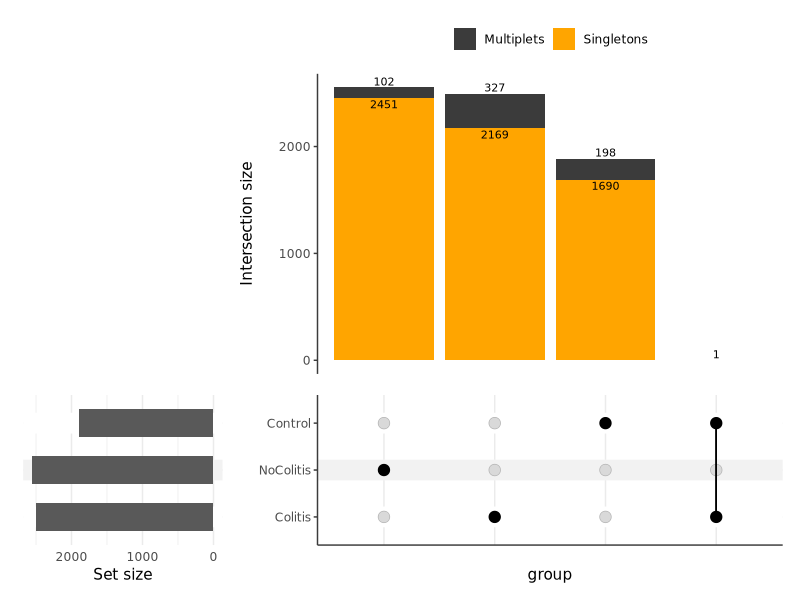 Multiplets Singletons
102
327
2451
2169
198
1690
1
2000
1000
0
Intersection size
Control
NoColitis
Colitis
2000 1000 0
Set size
group